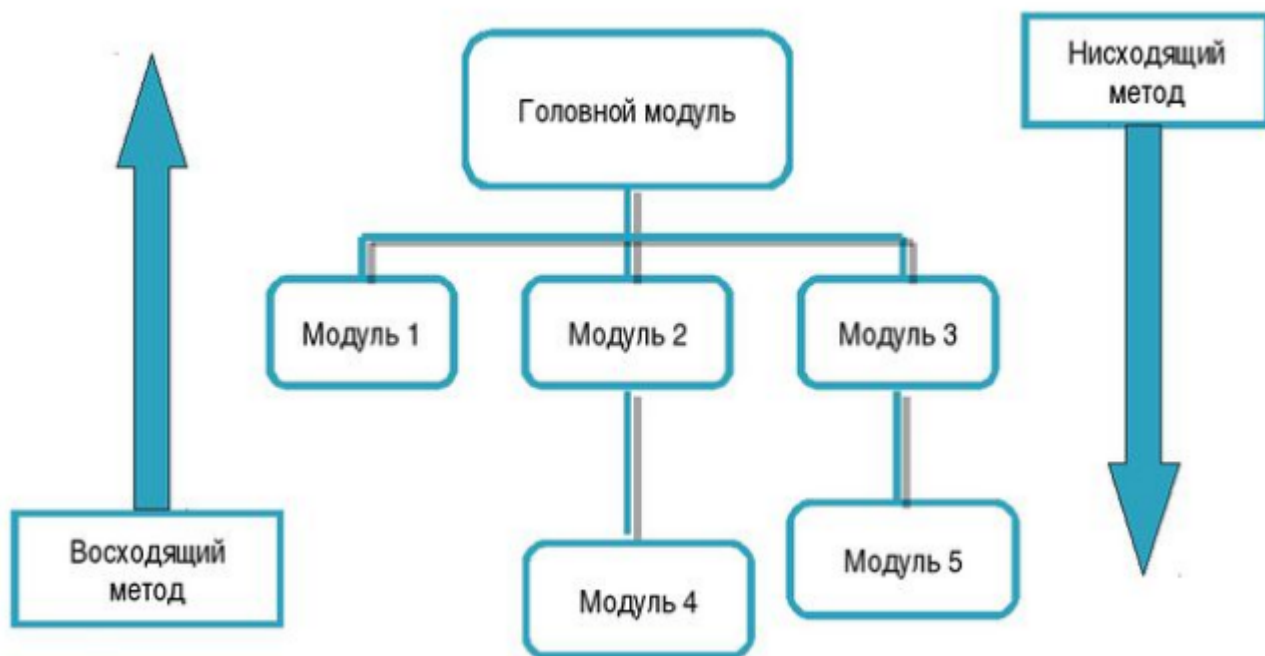 Головной модуль
Нисходящий
метод
Модуль 1
Модуль 2
Модуль 3
Восходящий
метод
Модуль 4
Модуль 5